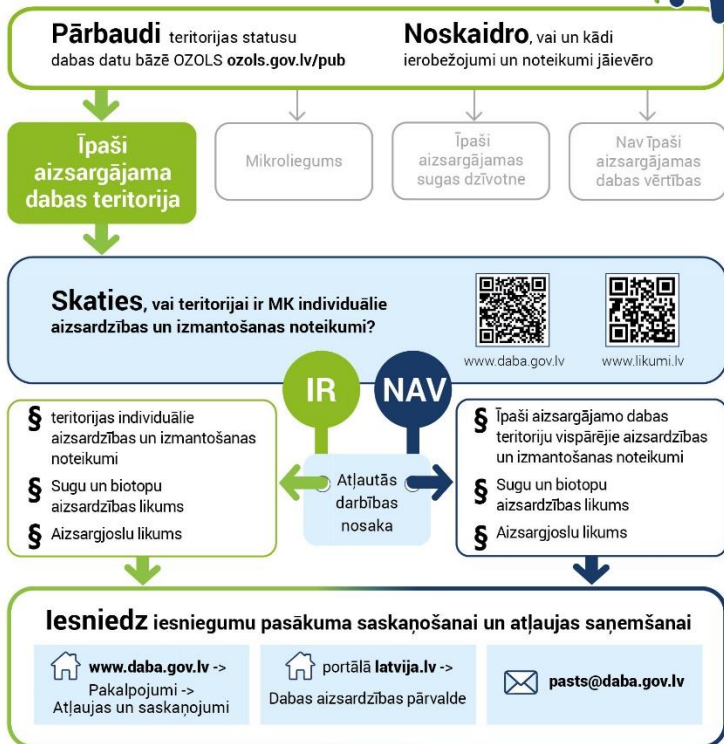 Pārbaudi teritorijas statusu
dabas datu bāzē OZOLS ozols.gov.lv/pub
Noskaidro, vai un kādi
ierobežojumi un noteikumi jāievēro
Īpaši
aizsargājama
dabas teritorija
Mikroliegums
Īpaši
aizsargājamas
sugas dzīvotne
Nav īpaši
aizsargājamas
dabas vērtības
Skaties, vai teritorijai ir MK individuālie
aizsardzības un izmantošanas noteikumi?
www.daba.gov.lv
www.likumi.lv
IR
NAV
§ teritorijas individuālie
aizsardzības un izmantošanas
noteikumi
§ Sugu un biotopu
aizsardzības likums
§ Aizsargjoslu likums
Atļautās
darbības
nosaka
§ Īpaši aizsargājamo dabas
teritoriju vispārējie aizsardzības
un izmantošanas noteikumi
§ Sugu un biotopu
aizsardzības likums
§ Aizsargjoslu likums
Iesniedz iesniegumu pasākuma saskaņošanai un atļaujas saņemšanai
www.daba.gov.lv ->
Pakalpojumi ->
Atļaujas un saskaņojumi
portālā latvija.lv ->
Dabas aizsardzības pārvalde
pasts@daba.gov.lv